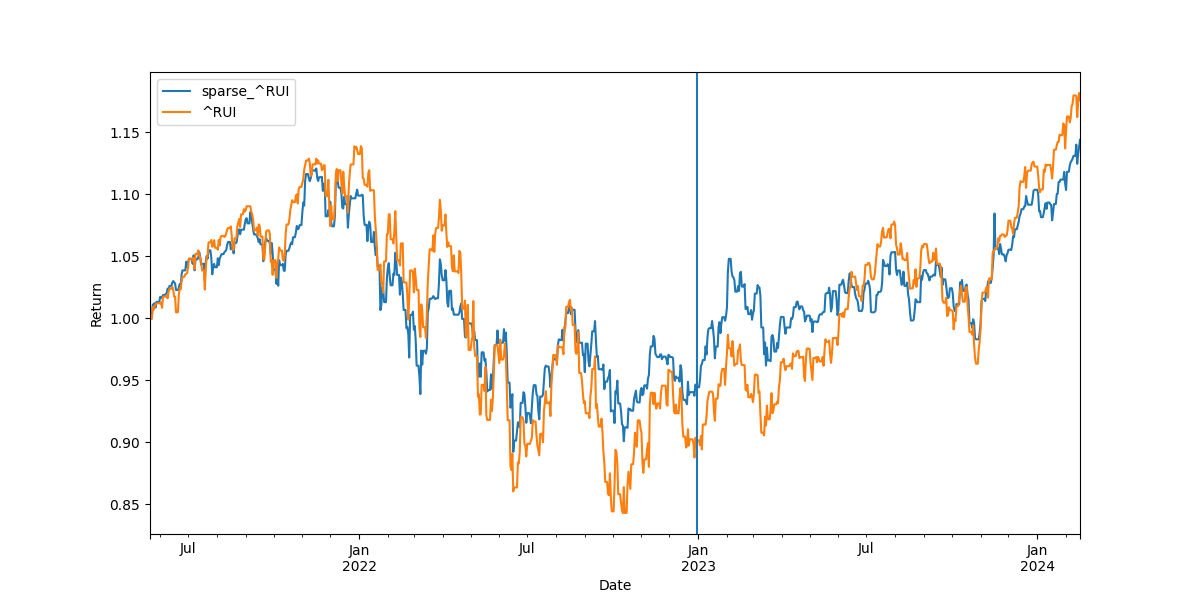 sparse_^RUI
^RUI
Return
1.15
1.10
1.05
1.00
0.95
0.90
0.85
Jul
Jan
2022
Jul
Jan
2023
Jul
Jan
2024
Date